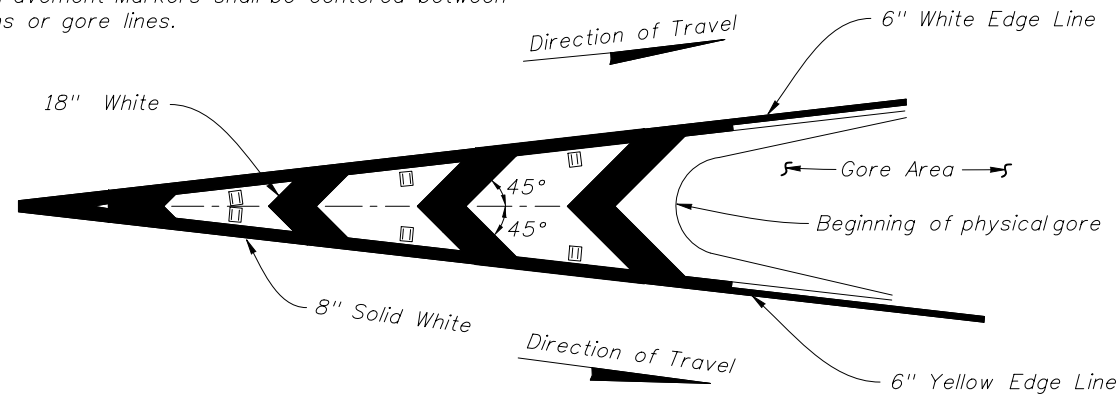 Pavement Markers shall be centered between
or gore lines.
Direction of Travel
6" White Edge Line
18" White
Gore Area
45°
45°
Beginning of physical gore
8" Solid White
Direction of Travel
6" Yellow Edge Line